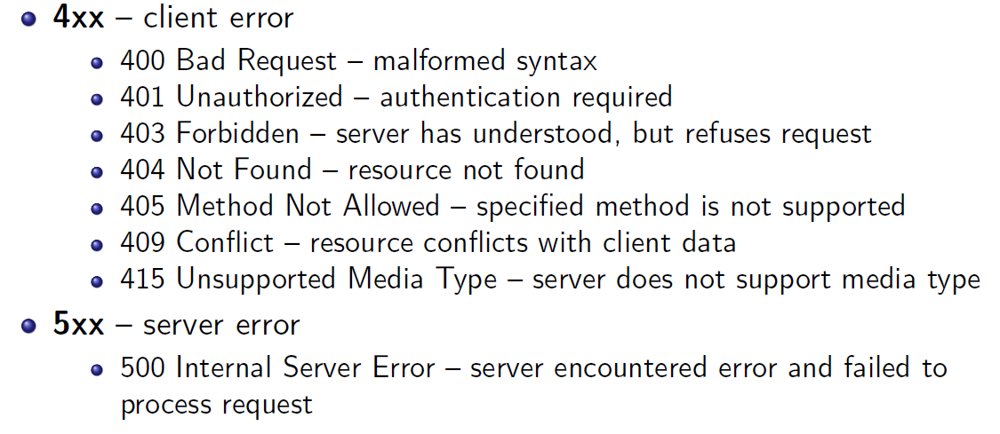 4xx – client error
400 Bad Request – malformed syntax
401 Unauthorized – authentication required
403 Forbidden – server has understood, but refuses request
404 Not Found – resource not found
405 Method Not Allowed – specified method is not supported
409 Conflict – resource conflicts with client data
415 Unsupported Media Type – server does not support media type
5xx – server error
500 Internal Server Error – server encountered error and failed to
process request